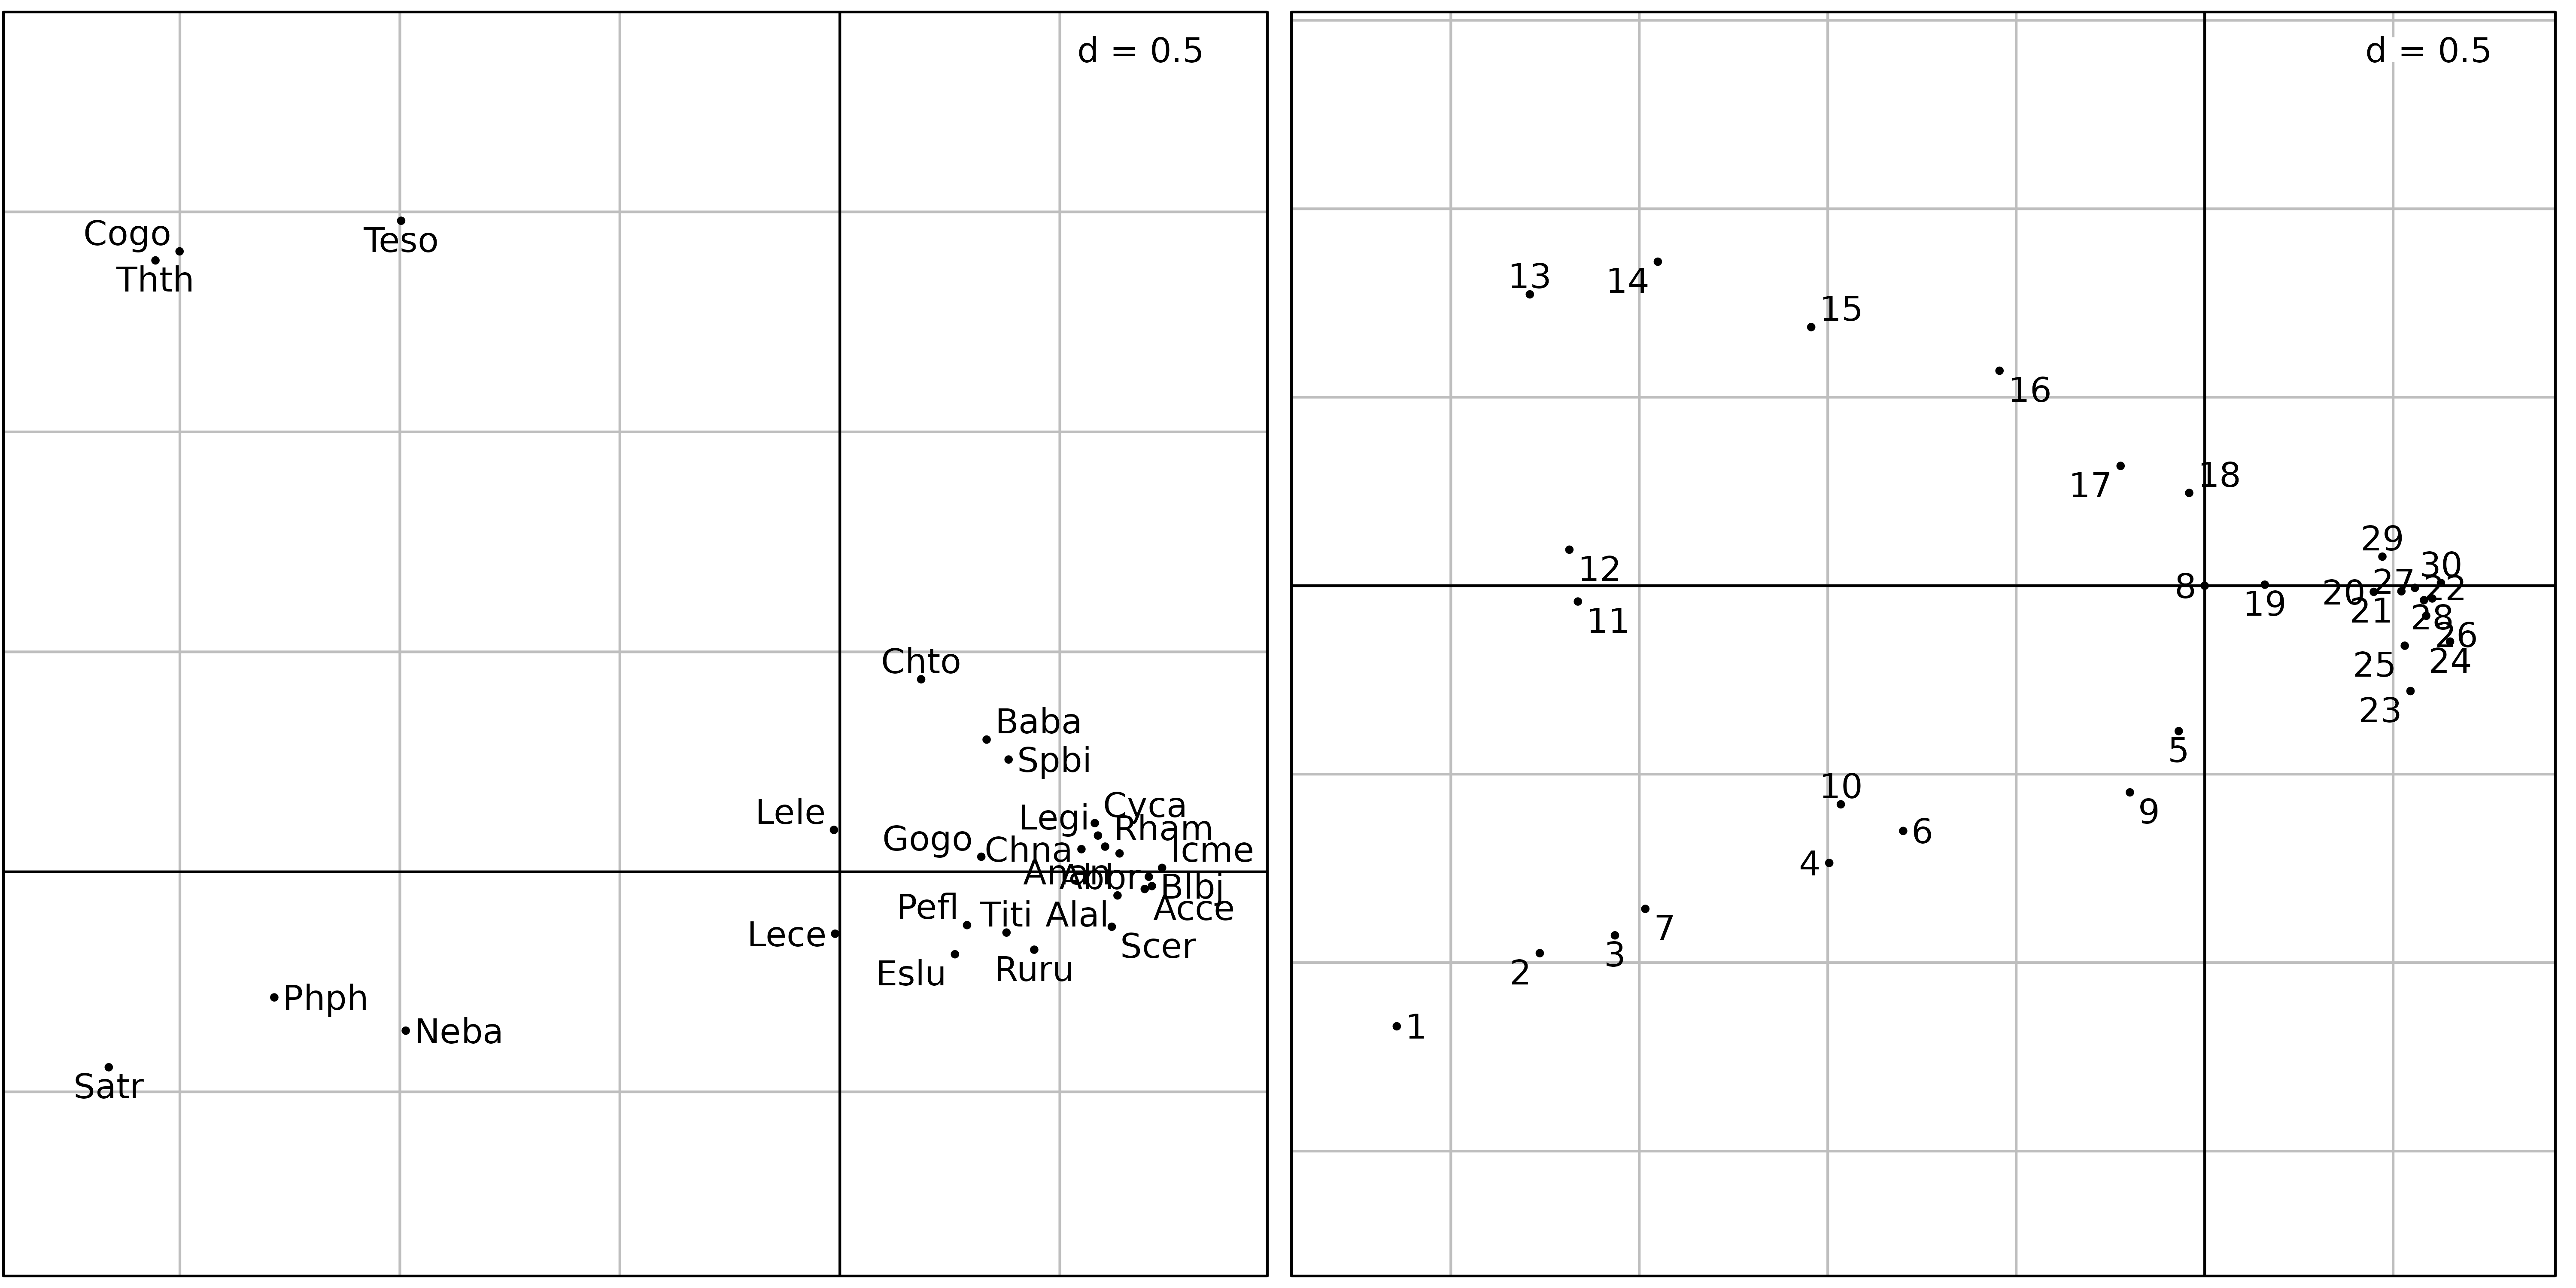 d = 0.5
Cogo
Teso
Thth
Chto
Baba
Spbi
Lele
Cyca
Legi
Rham
Gogo
Chna
Icme
Anan
Abbr
Blbj
Pefl
Titi
Alal
Acce
Lece
Scer
Eslu
Ruru
Phph
Neba
Satr
d = 0.5
13
14
15
16
17
18
29
12
30
27
22
8
20
19
21
11
28
26
25
24
23
5
10
9
6
4
7
3
2
1